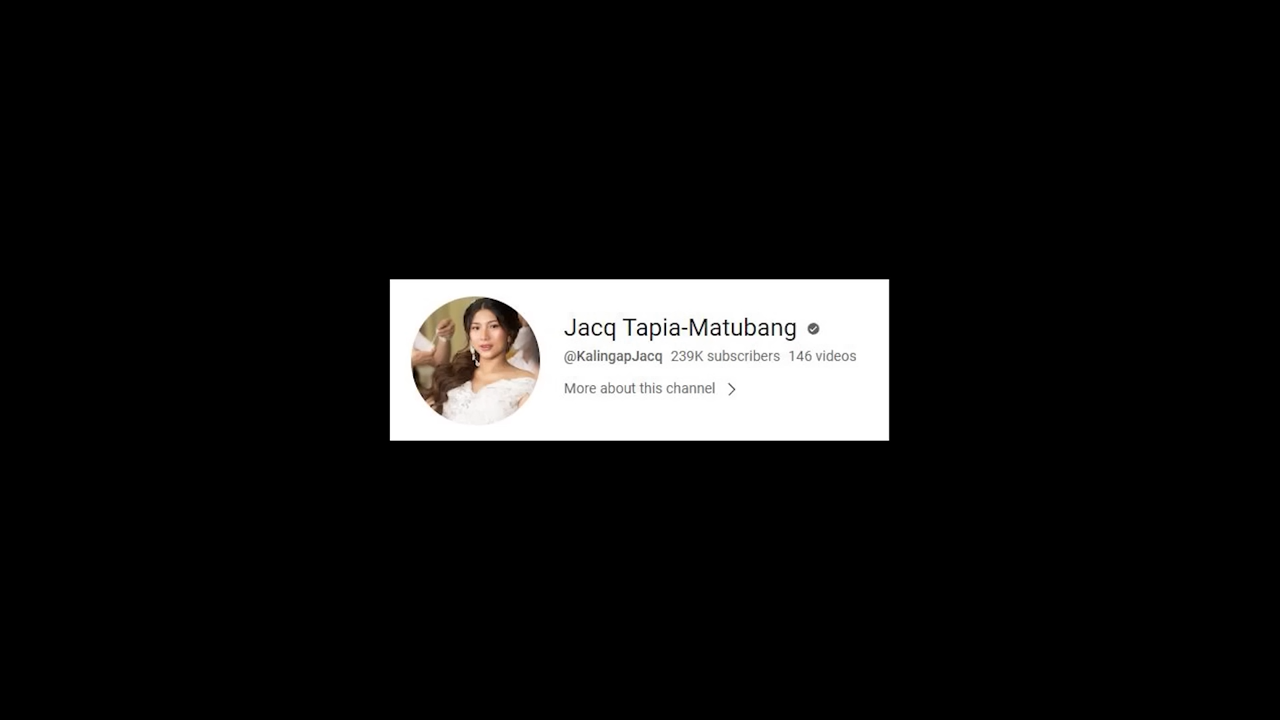 Jacq Tapia-Matubang
@KalingapJacq 239K subscribers 146 videos
More about this channel